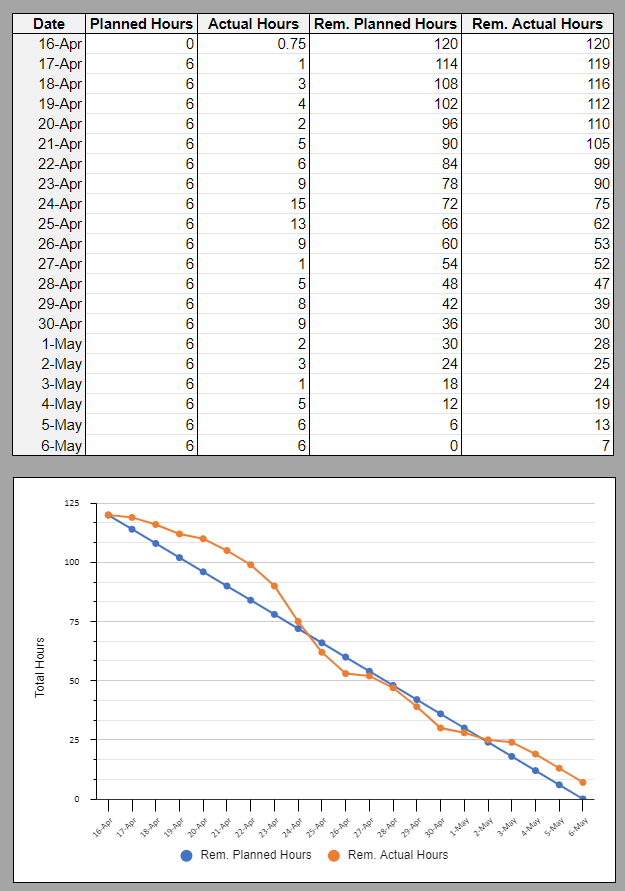 Date Planned Hours Actual Hours Rem. Planned Hours Rem. Actual Hours
16-Apr 0 0.75 120 120
17-Apr 6 1 114 119
18-Apr 6 3 108 116
19-Apr 6 4 102 112
20-Apr 6 2 96 110
21-Apr 6 5 90 105
22-Apr 6 6 84 99
23-Apr 6 9 78 90
24-Apr 6 15 72 75
25-Apr 6 13 66 62
26-Apr 6 9 60 53
27-Apr 6 1 54 52
28-Apr 6 5 48 47
29-Apr 6 8 42 39
30-Apr 6 9 36 30
1-May 6 2 30 28
2-May 6 3 24 25
3-May 6 1 18 24
4-May 6 5 12 19
5-May 6 6 6 13
6-May 6 6 0 7
Total Hours
125
100
75
50
25
0
16-Apr 17-Apr 18-Apr 19-Apr 20-Apr 21-Apr 22-Apr 23-Apr 24-Apr 25-Apr 26-Apr 27-Apr 28-Apr 29-Apr 30-Apr 1-May 2-May 3-May 4-May 5-May 6-May
Rem. Planned Hours Rem. Actual Hours